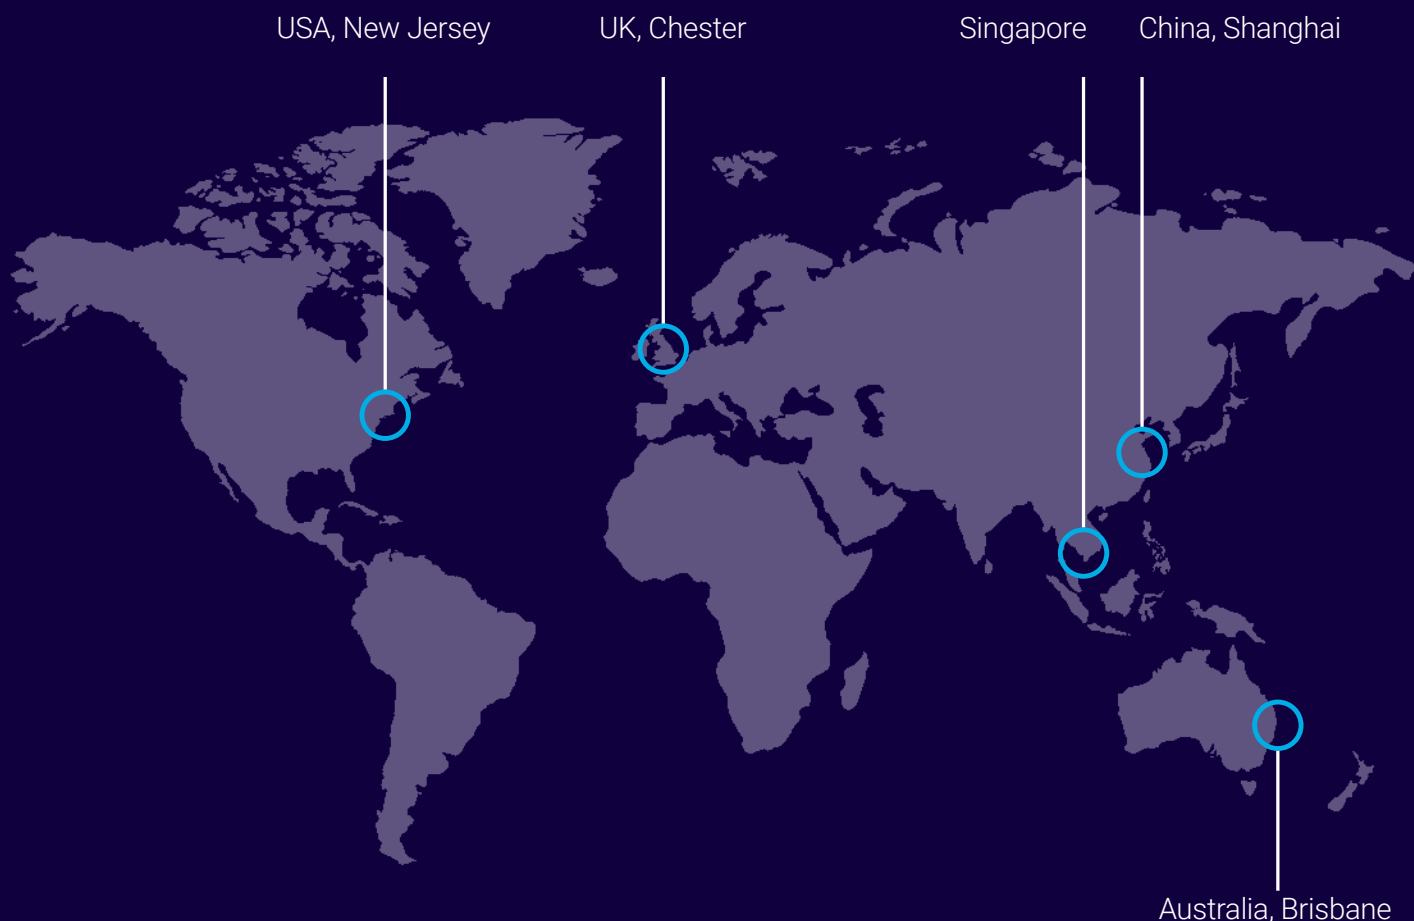 USA, New Jersey
UK, Chester
Singapore
China, Shanghai
Australia, Brisbane